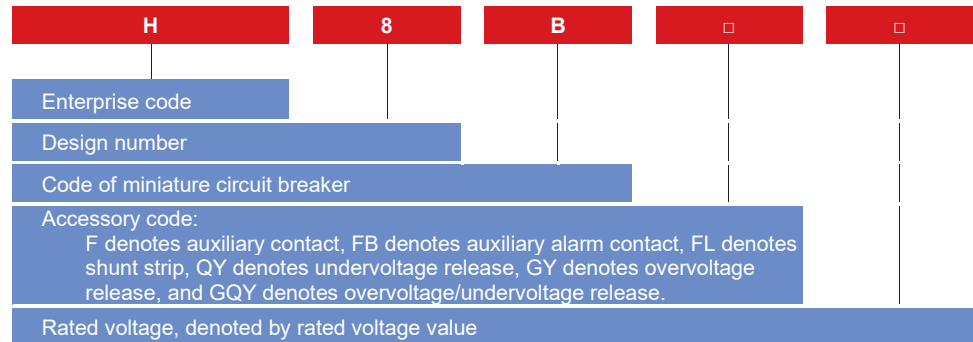 H 8 B □ □
Enterprise code
Design number
Code of miniature circuit breaker
Accessory code:
F denotes auxiliary contact, FB denotes auxiliary alarm contact, FL denotes
shunt strip, QY denotes undervoltage release, GY denotes overvoltage
release, and GQY denotes overvoltage/undervoltage release.
Rated voltage, denoted by rated voltage value